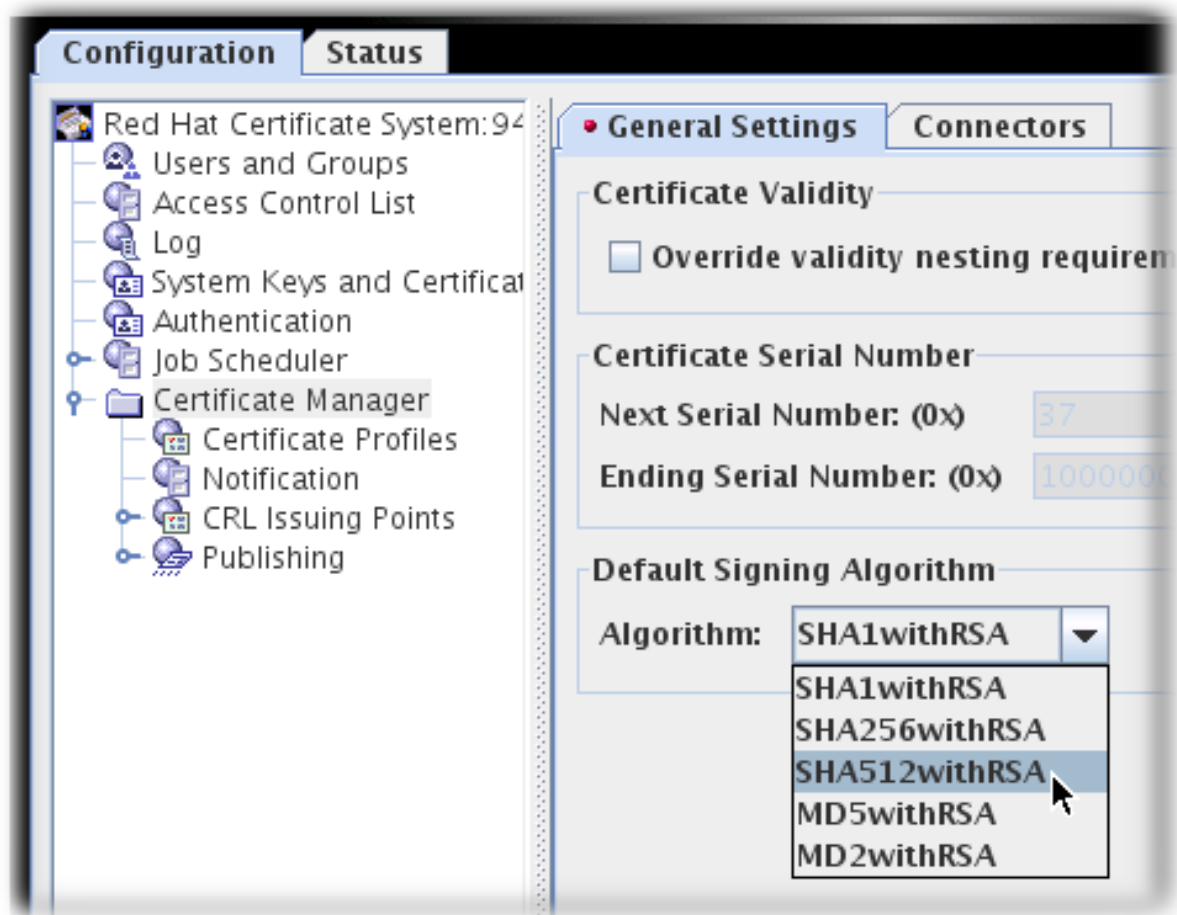 Configuration
Status
Red Hat Certificate System:94
Users and Groups
Access Control List
Log
System Keys and Certificat
Authentication
Job Scheduler
Certificate Manager
Certificate Profiles
Notification
CRL Issuing Points
Publishing
General Settings
Connectors
Certificate Validity
Override validity nesting requirem
Certificate Serial Number
Next Serial Number: (0x) 37
Ending Serial Number: (0x) 1000000
Default Signing Algorithm
Algorithm: SHA1withRSA
SHA1withRSA
SHA256withRSA
SHA512withRSA
MD5withRSA
MD2withRSA